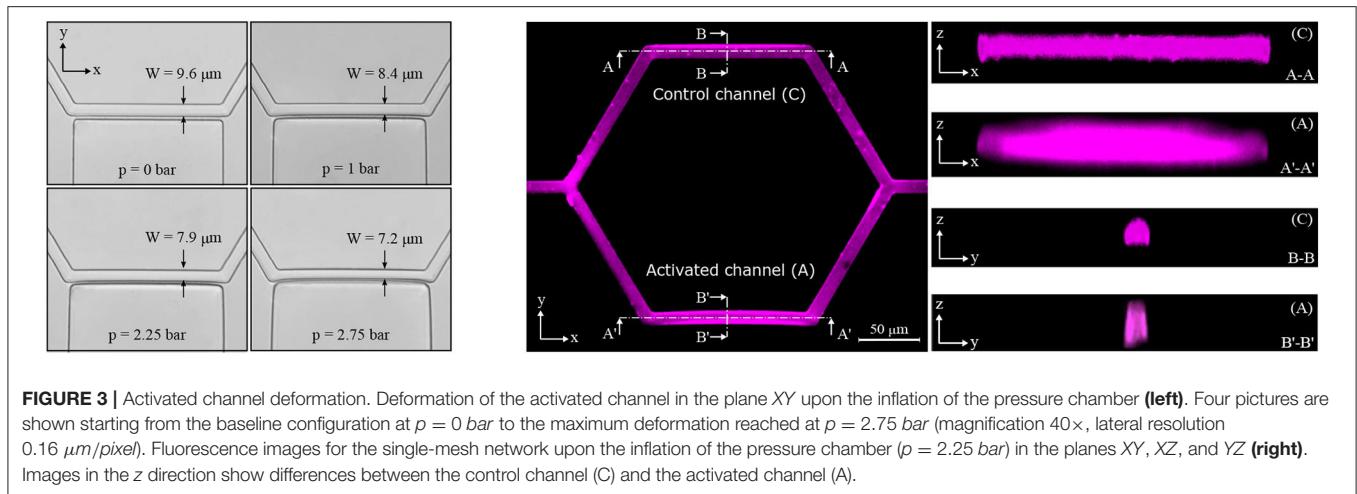 y
x
W = 9.6 μm
p = 0 bar
W = 8.4 μm
p = 1 bar
W = 7.9 μm
p = 2.25 bar
W = 7.2 μm
p = 2.75 bar
B
A
A
B
Control channel (C)
Activated channel (A)
B'
A'
A'
B'
y
x
50 μm
z
x
(C)
A-A
z
x
(A)
A'-A'
z
y
(C)
B-B
z
y
(A)
B'-B'
FIGURE 3 | Activated channel deformation. Deformation of the activated channel in the plane XY upon the inflation of the pressure chamber (left). Four pictures are
shown starting from the baseline configuration at p = 0 bar to the maximum deformation reached at p = 2.75 bar (magnification 40×, lateral resolution
0.16 μm/pixel). Fluorescence images for the single-mesh network upon the inflation of the pressure chamber (p = 2.25 bar) in the planes XY, XZ, and YZ (right).
Images in the z direction show differences between the control channel (C) and the activated channel (A).